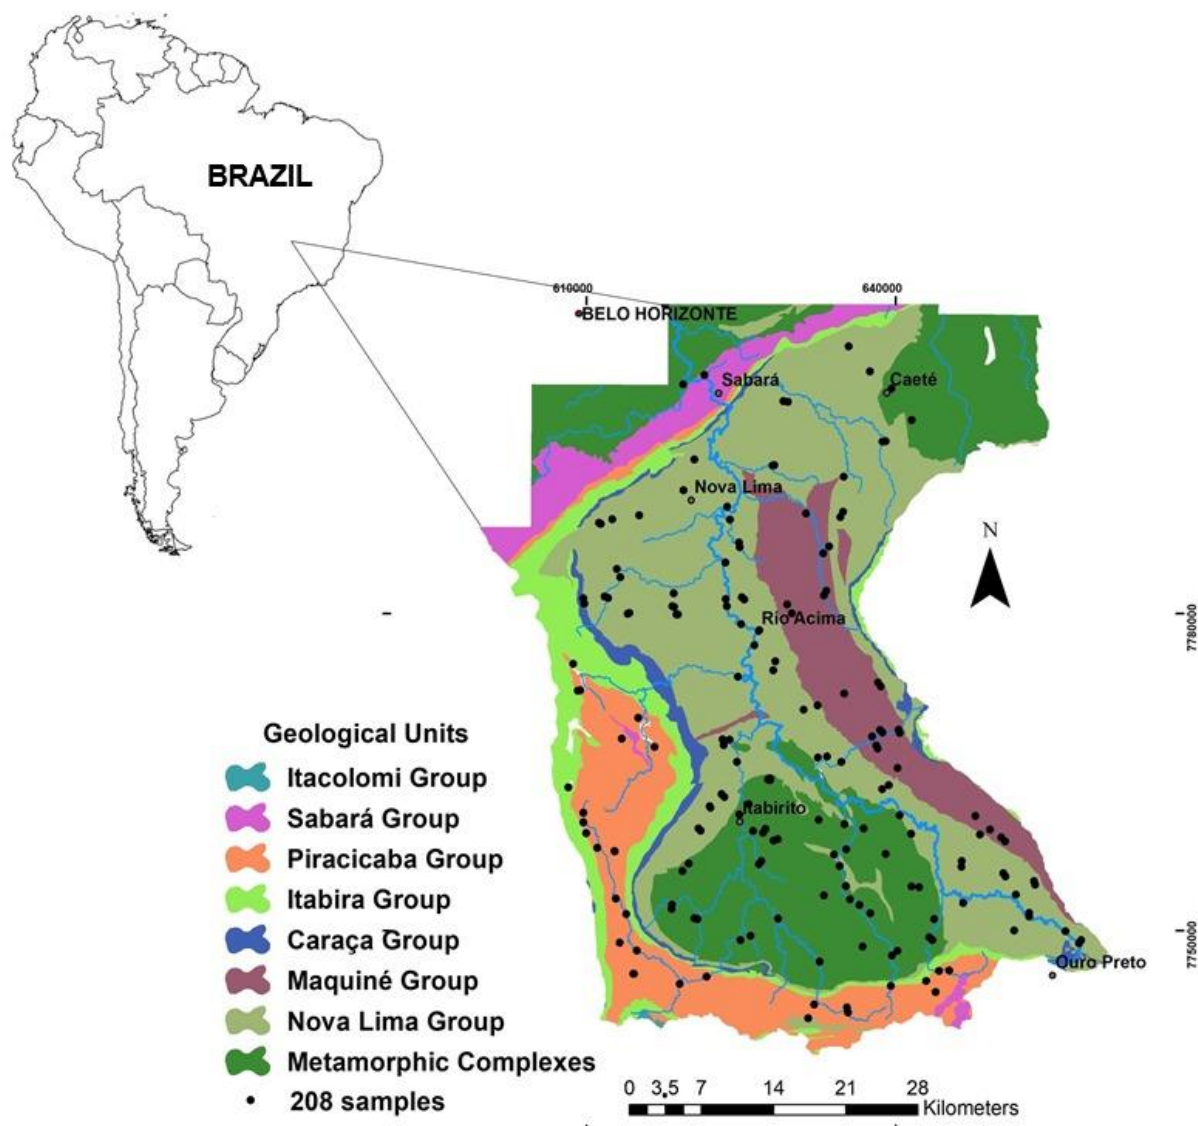 BRAZIL
610000
640000
BELO HORIZONTE
Sabará
Caeté
Nova Lima
N
Rio Acima
7780000
Itabirito
7750000
Ouro Preto
Geological Units
Itacolomi Group
Sabará Group
Piracicaba Group
Itabira Group
Caraça Group
Maquiné Group
Nova Lima Group
Metamorphic Complexes
208 samples
0 3.5 7 14 21 28
Kilometers